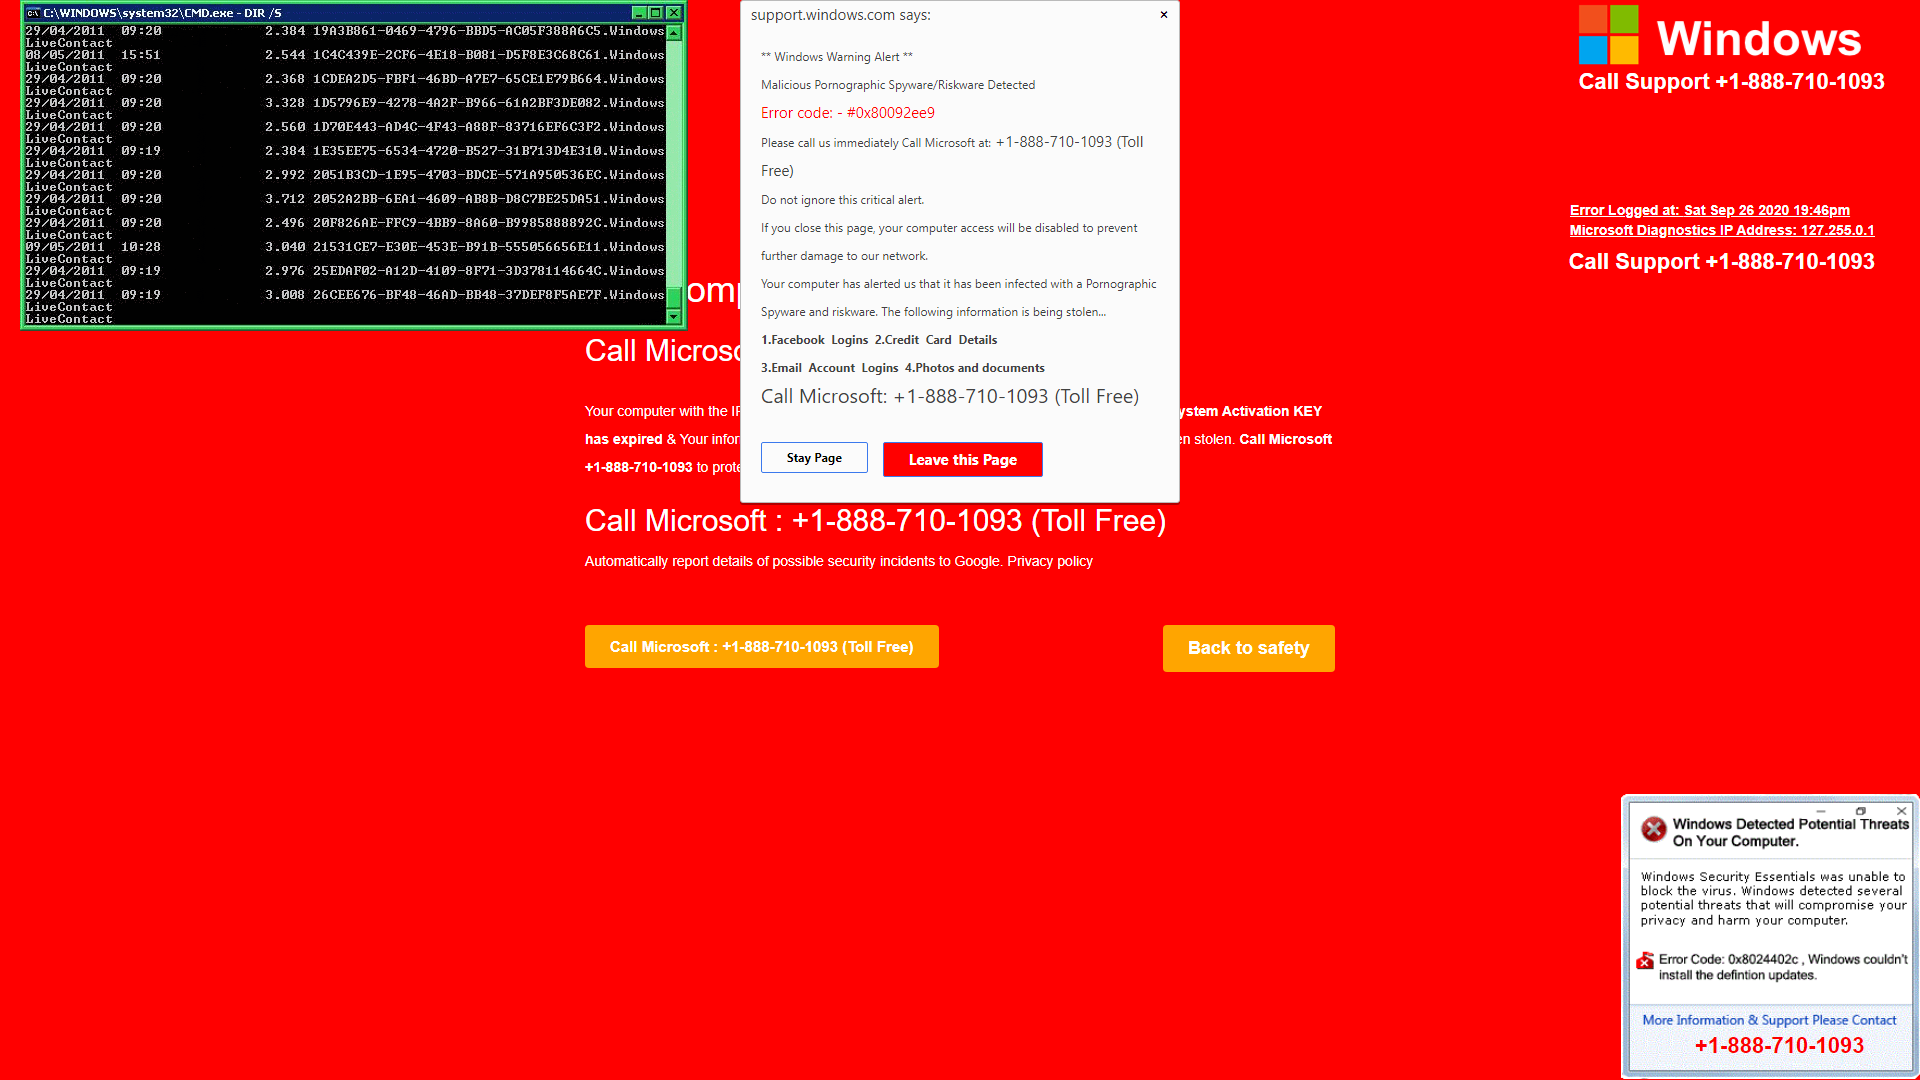 C:\WINDOWS\system32\CMD.exe - DIR /S
29/04/2011 09:20 2.384 19A3B861-0469-4796-BBD5-AC05F388A6C5.Windows
LiveContact
08/05/2011 15:51 2.544 1C4C439E-2CF6-4E18-B081-D5F8E3C68C61.Windows
LiveContact
29/04/2011 09:20 2.368 1CDEA2D5-FBF1-46BD-A7E7-65CE1E79B664.Windows
LiveContact
29/04/2011 09:20 3.328 1D5796E9-4278-4A2F-B966-61A2BF3DE082.Windows
LiveContact
29/04/2011 09:20 2.560 1D70E443-AD4C-4F43-A88F-83716EF6C3F2.Windows
LiveContact
29/04/2011 09:19 2.384 1E35EE75-6534-4720-B527-31B713D4E310.Windows
LiveContact
29/04/2011 09:20 2.992 2051B3CD-1E95-4703-BDCE-571A950536EC.Windows
LiveContact
29/04/2011 09:20 3.712 2052A2BB-6EA1-4609-AB8B-D8C7BE25DA51.Windows
LiveContact
29/04/2011 09:20 2.496 20F826AE-FFC9-4BB9-8A60-B9985888892C.Windows
LiveContact
09/05/2011 10:28 3.040 21531CE7-E30E-453E-B91B-555056656E11.Windows
LiveContact
29/04/2011 09:19 2.976 25EDAF02-A12D-4109-8F71-3D378114664C.Windows
LiveContact
29/04/2011 09:19 3.008 26CEE676-BF48-46AD-BB48-37DEF8F5AE7F.Windows
LiveContact
LiveContact
support.windows.com says:
** Windows Warning Alert **
Malicious Pornographic Spyware/Riskware Detected
Error code: - #0x80092ee9
Please call us immediately Call Microsoft at: +1-888-710-1093 (Toll
Free)
Do not ignore this critical alert.
If you close this page, your computer access will be disabled to prevent
further damage to our network.
Your computer has alerted us that it has been infected with a Pornographic
Spyware and riskware. The following information is being stolen...
1.Facebook Logins 2.Credit Card Details
3.Email Account Logins 4.Photos and documents
Call Microsoft: +1-888-710-1093 (Toll Free)
Stay Page
Leave this Page
Windows
Call Support +1-888-710-1093
Error Logged at: Sat Sep 26 2020 19:46pm
Microsoft Diagnostics IP Address: 127.255.0.1
Call Support +1-888-710-1093
Call
Your computer with the
ystem Activation KEY
has expired & Your
en stolen. Call Microsoft
+1-888-710-1093 to
Call Microsoft : +1-888-710-1093 (Toll Free)
Automatically report details of possible security incidents to Google. Privacy policy
Call Microsoft : +1-888-710-1093 (Toll Free)
Back to safety
Windows Detected Potential Threats
On Your Computer.
Windows Security Essentials was unable to
block the virus. Windows detected several
potential threats that will compromise your
privacy and harm your computer.
Error Code: 0x8024402c , Windows couldn't
install the defintion updates.
More Information & Support Please Contact
+1-888-710-1093